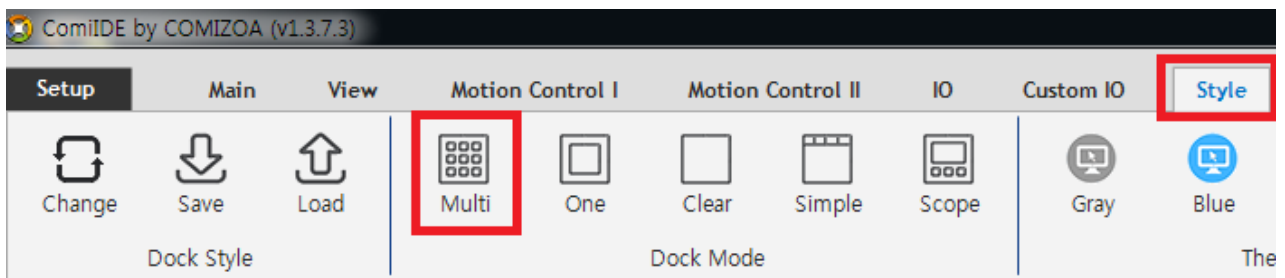 ComiIDE by COMIZOA (v1.3.7.3)
Setup Main View Motion Control I Motion Control II IO Custom IO Style
Change Save Load Multi One Clear Simple Scope Gray Blue
Dock Style Dock Mode The